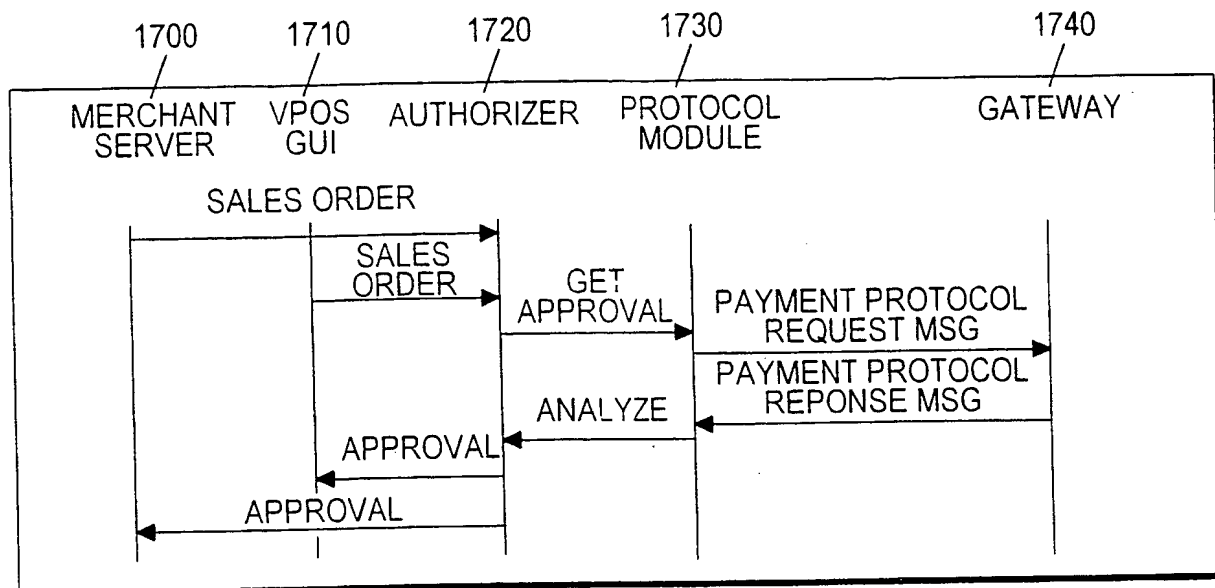 1700 1710 1720 1730 1740
MERCHANT SERVER
VPOS GUI
AUTHORIZER
PROTOCOL MODULE
GATEWAY
SALES ORDER
SALES
ORDER
GET
APPROVAL
PAYMENT PROTOCOL
REQUEST MSG
PAYMENT PROTOCOL
REPONSE MSG
ANALYZE
APPROVAL
APPROVAL